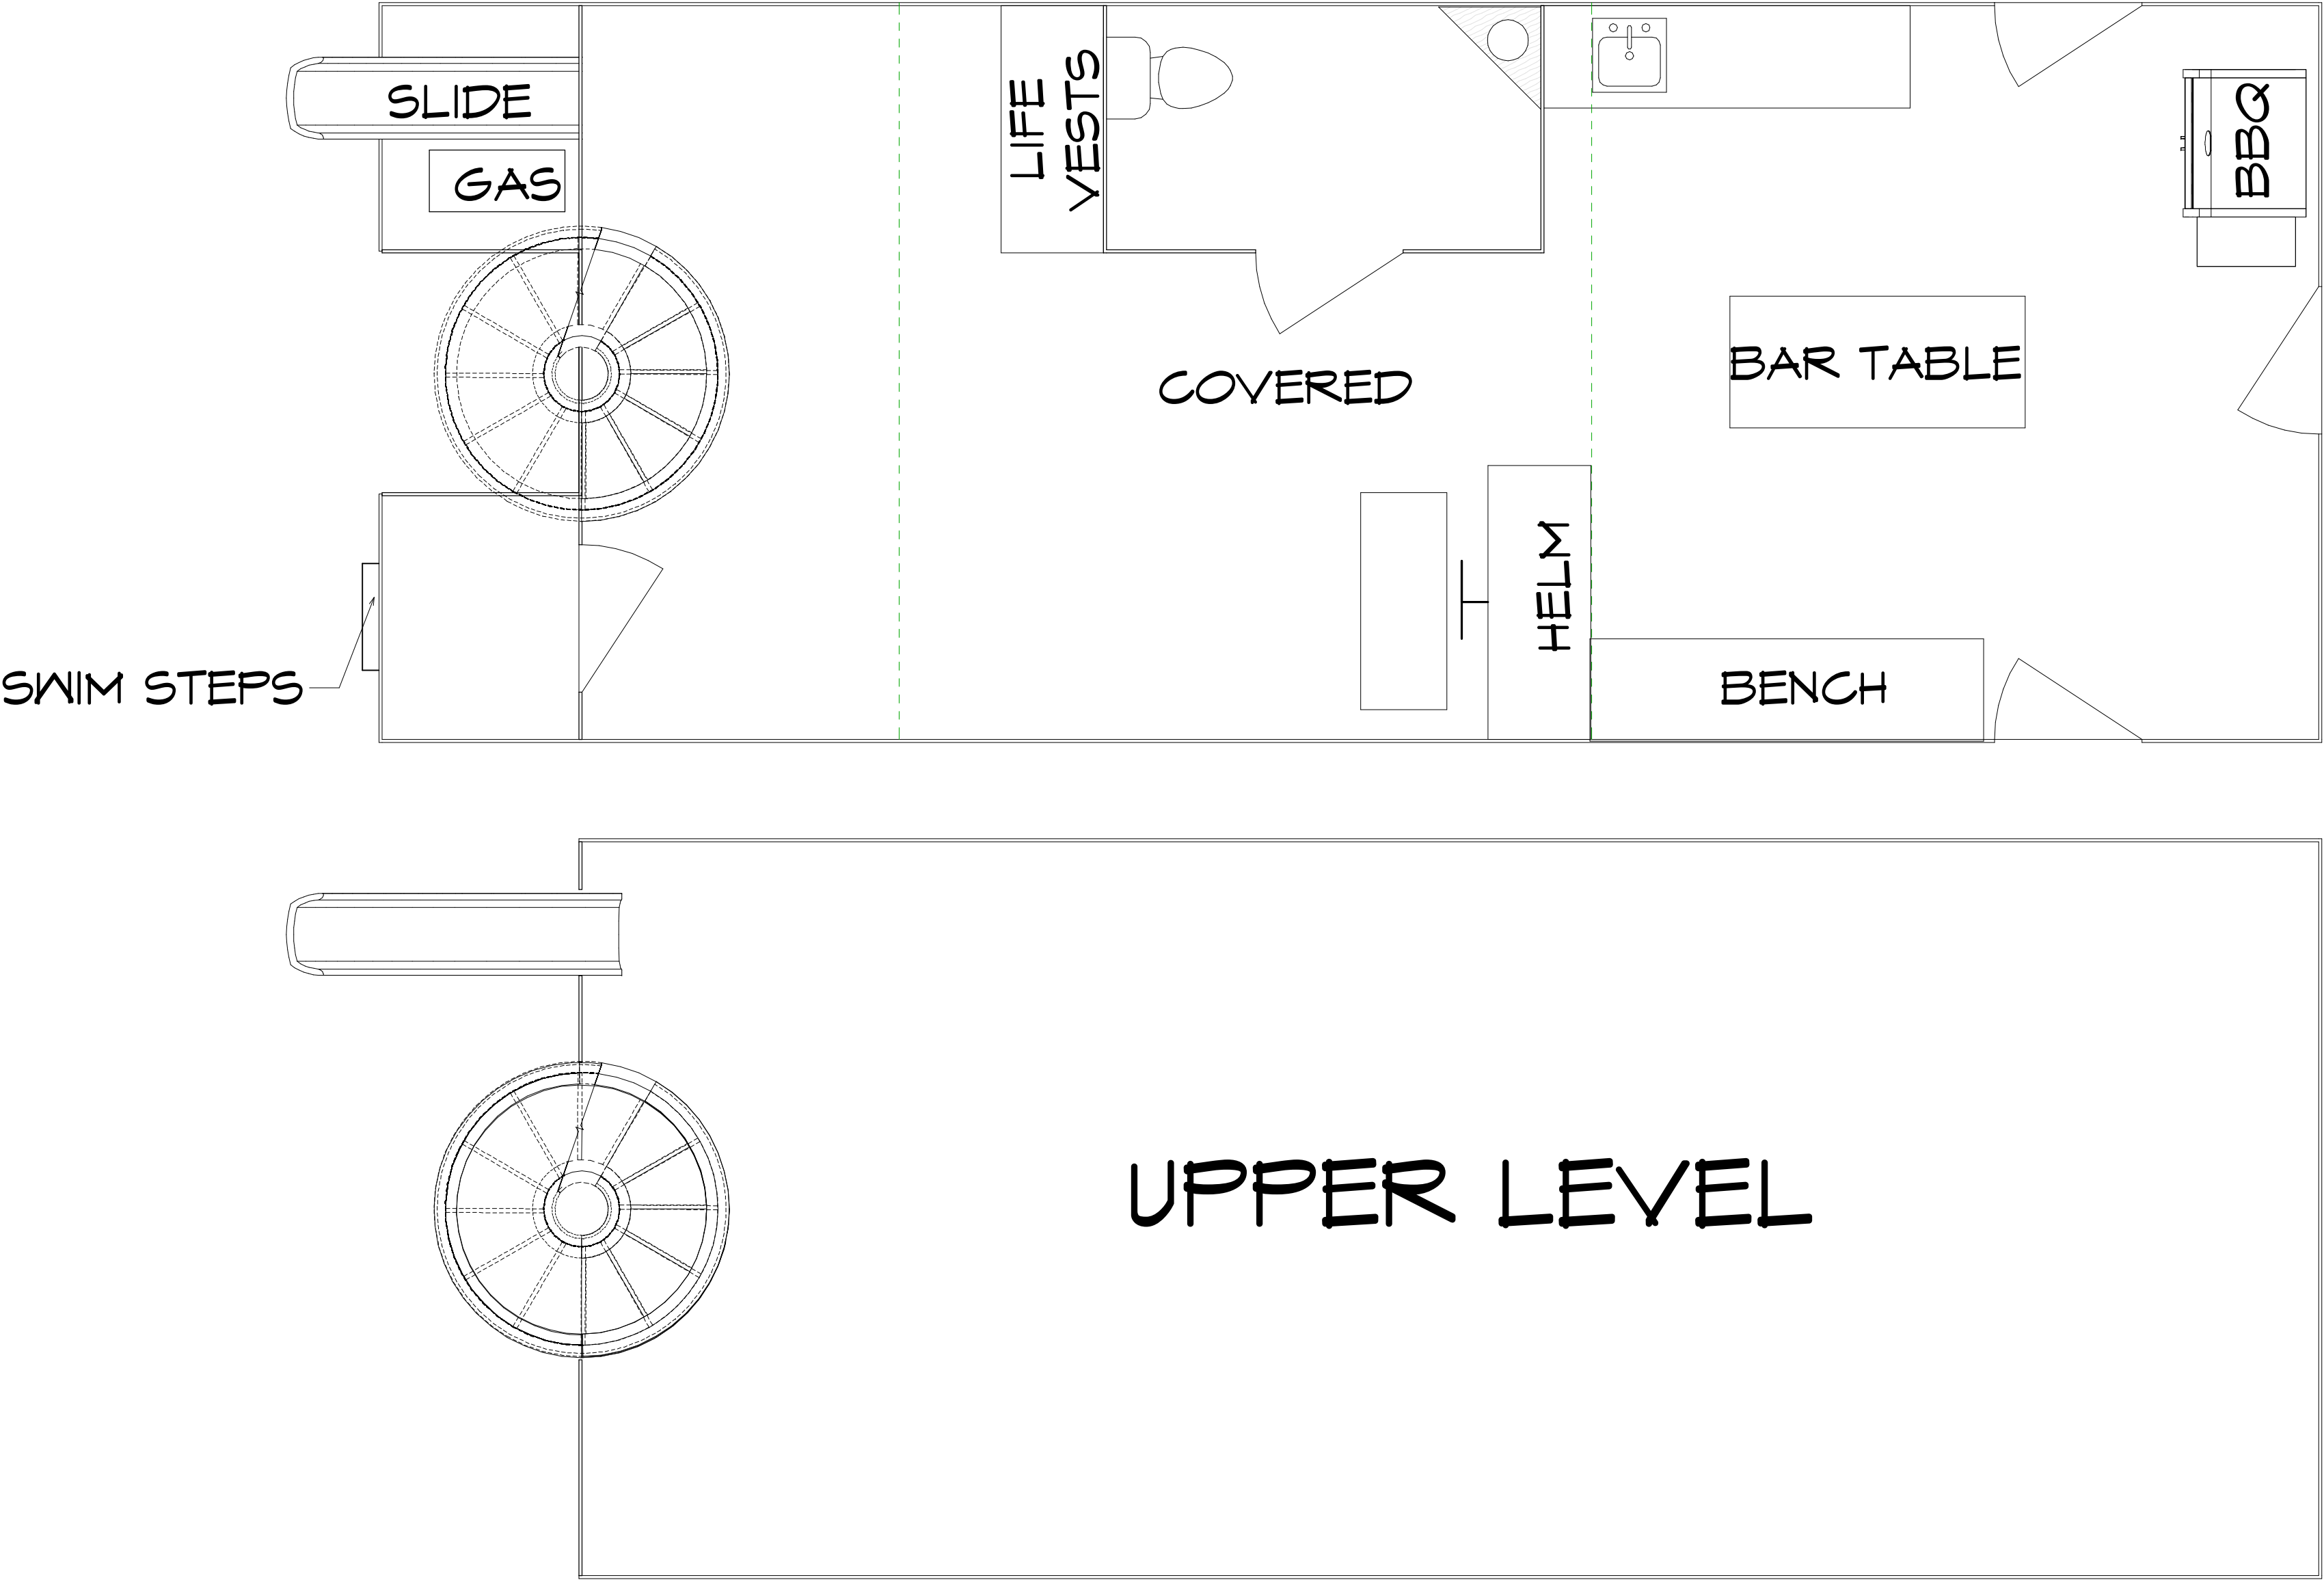 SLIDE
GAS
LIFE
VESTS
BBQ
COVERED
BAR TABLE
HELM
SWIM STEPS
BENCH
UPPER LEVEL